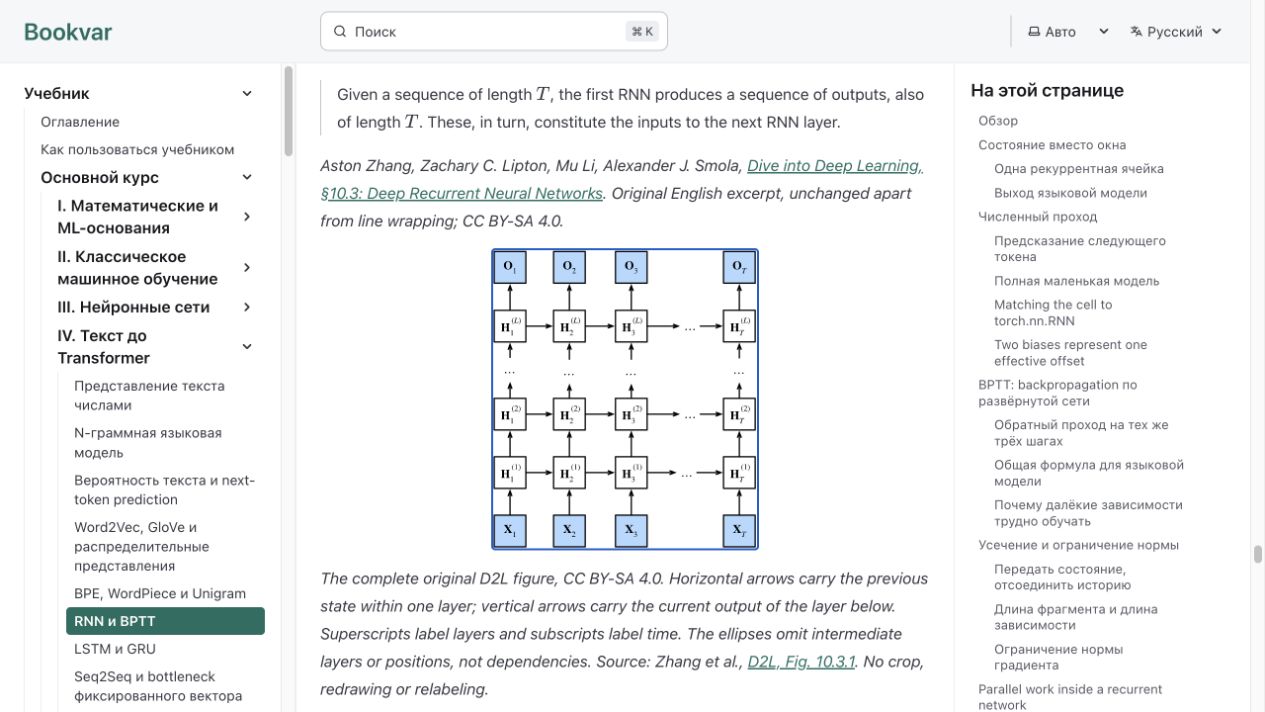 Bookvar
Поиск
⌘ K
Авто
Русский
Учебник
Оглавление
Как пользоваться учебником
Основной курс
I. Математические и
ML-основания
II. Классическое
машинное обучение
III. Нейронные сети
IV. Текст до
Transformer
Представление текста
числами
N-граммная языковая
модель
Вероятность текста и next-
token prediction
Word2Vec, GloVe и
распределительные
представления
BPE, WordPiece и Unigram
RNN и BPTT
LSTM и GRU
Seq2Seq и bottleneck
фиксированного вектора
Given a sequence of length T, the first RNN produces a sequence of outputs, also
of length T. These, in turn, constitute the inputs to the next RNN layer.
Aston Zhang, Zachary C. Lipton, Mu Li, Alexander J. Smola, Dive into Deep Learning,
§10.3: Deep Recurrent Neural Networks. Original English excerpt, unchanged apart
from line wrapping; CC BY-SA 4.0.
O1 O2 O3 OT
H1(L) H2(L) H3(L) ... HT(L)
... ... ... ...
H1(2) H2(2) H3(2) ... HT(2)
H1(1) H2(1) H3(1) ... HT(1)
X1 X2 X3 XT
The complete original D2L figure, CC BY-SA 4.0. Horizontal arrows carry the previous
state within one layer; vertical arrows carry the current output of the layer below.
Superscripts label layers and subscripts label time. The ellipses omit intermediate
layers or positions, not dependencies. Source: Zhang et al., D2L, Fig. 10.3.1. No crop,
redrawing or relabeling.
На этой странице
Обзор
Состояние вместо окна
Одна рекуррентная ячейка
Выход языковой модели
Численный проход
Предсказание следующего
токена
Полная маленькая модель
Matching the cell to
torch.nn.RNN
Two biases represent one
effective offset
BPTT: backpropagation по
развёрнутой сети
Обратный проход на тех же
трёх шагах
Общая формула для языковой
модели
Почему далёкие зависимости
трудно обучать
Усечение и ограничение нормы
Передать состояние,
отсоединить историю
Длина фрагмента и длина
зависимости
Ограничение нормы
градиента
Parallel work inside a recurrent
network